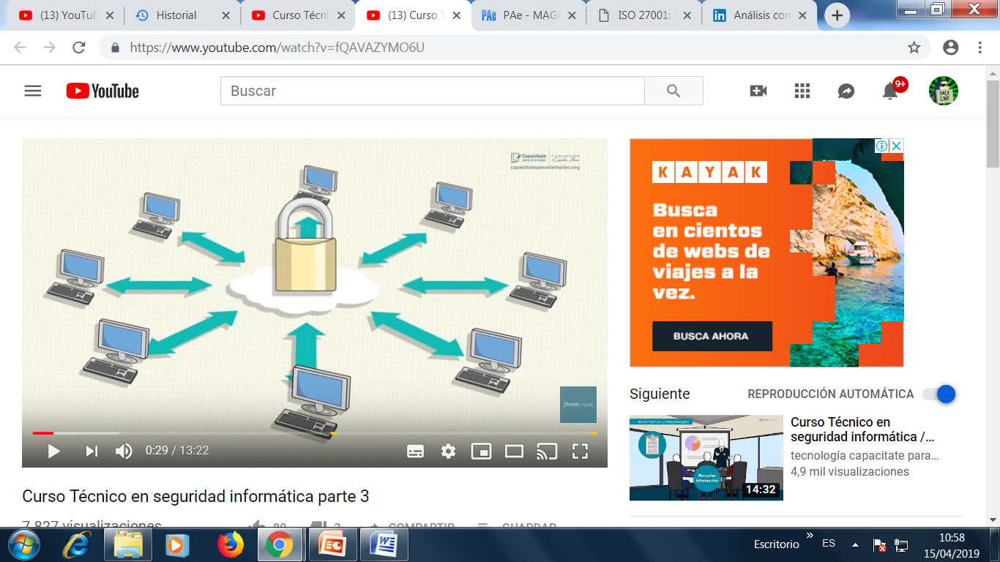 (13) YouTub
Historial
Curso Técni
(13) Curso T
PAe - MAG
ISO 27001:
Análisis con
https://www.youtube.com/watch?v=fQAVAZYMO6U
YouTube
Buscar
9+
DALE
LIKE
Capacítate
para el empleo
FUNDACIÓN
Carlos Slim
capacitateparaelempleo.org
0:29 / 13:22
KAYAK
Busca
en cientos
de webs de
viajes a la
vez.
BUSCA AHORA
Siguiente
REPRODUCCIÓN AUTOMÁTICA
Herramientas y metodologías
Recopilar
información
14:32
Curso Técnico en
seguridad informática /...
tecnología capacitate para...
4,9 mil visualizaciones
Curso Técnico en seguridad informática parte 3
7.827 visualizaciones
80
3
COMPARTIR
GUARDAR
Escritorio
»
ES
10:58
15/04/2019